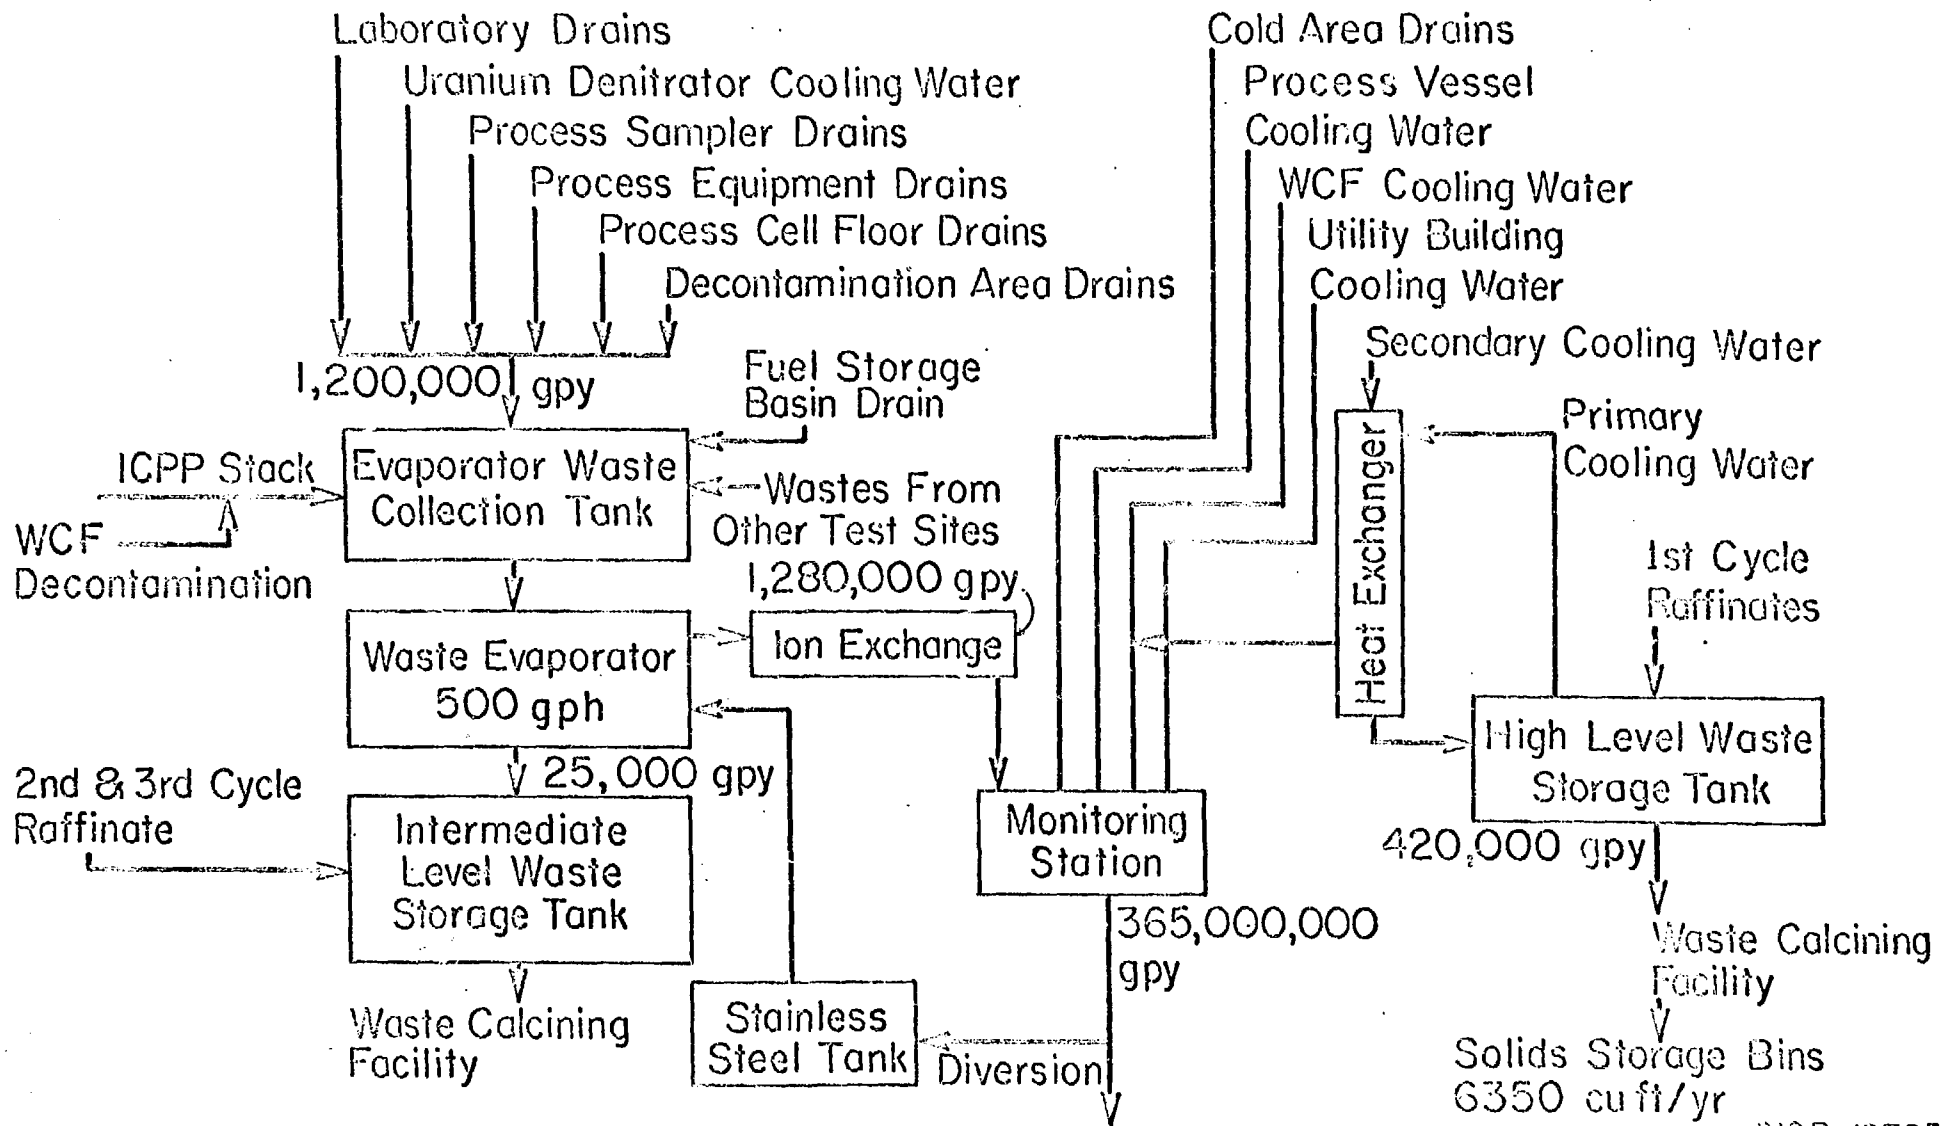 Laboratory Drains
Uranium Denitrator Cooling Water
Process Sampler Drains
Process Equipment Drains
Process Cell Floor Drains
Decontamination Area Drains
1,200,000 gpy
Fuel Storage
Basin Drain
ICPP Stack
WCF
Decontamination
Evaporator Waste
Collection Tank
Wastes From
Other Test Sites
1,280,000 gpy
Waste Evaporator
500 gph
Ion Exchange
25,000 gpy
2nd & 3rd Cycle
Raffinate
Intermediate
Level Waste
Storage Tank
Waste Calcining
Facility
Stainless
Steel Tank
Diversion
Cold Area Drains
Process Vessel
Cooling Water
WCF Cooling Water
Utility Building
Cooling Water
Secondary Cooling Water
Heat Exchanger
Primary
Cooling Water
1st Cycle
Raffinates
High Level Waste
Storage Tank
Monitoring
Station
365,000,000
gpy
420,000 gpy
Waste Calcining
Facility
Solids Storage Bins
6350 cu ft/yr